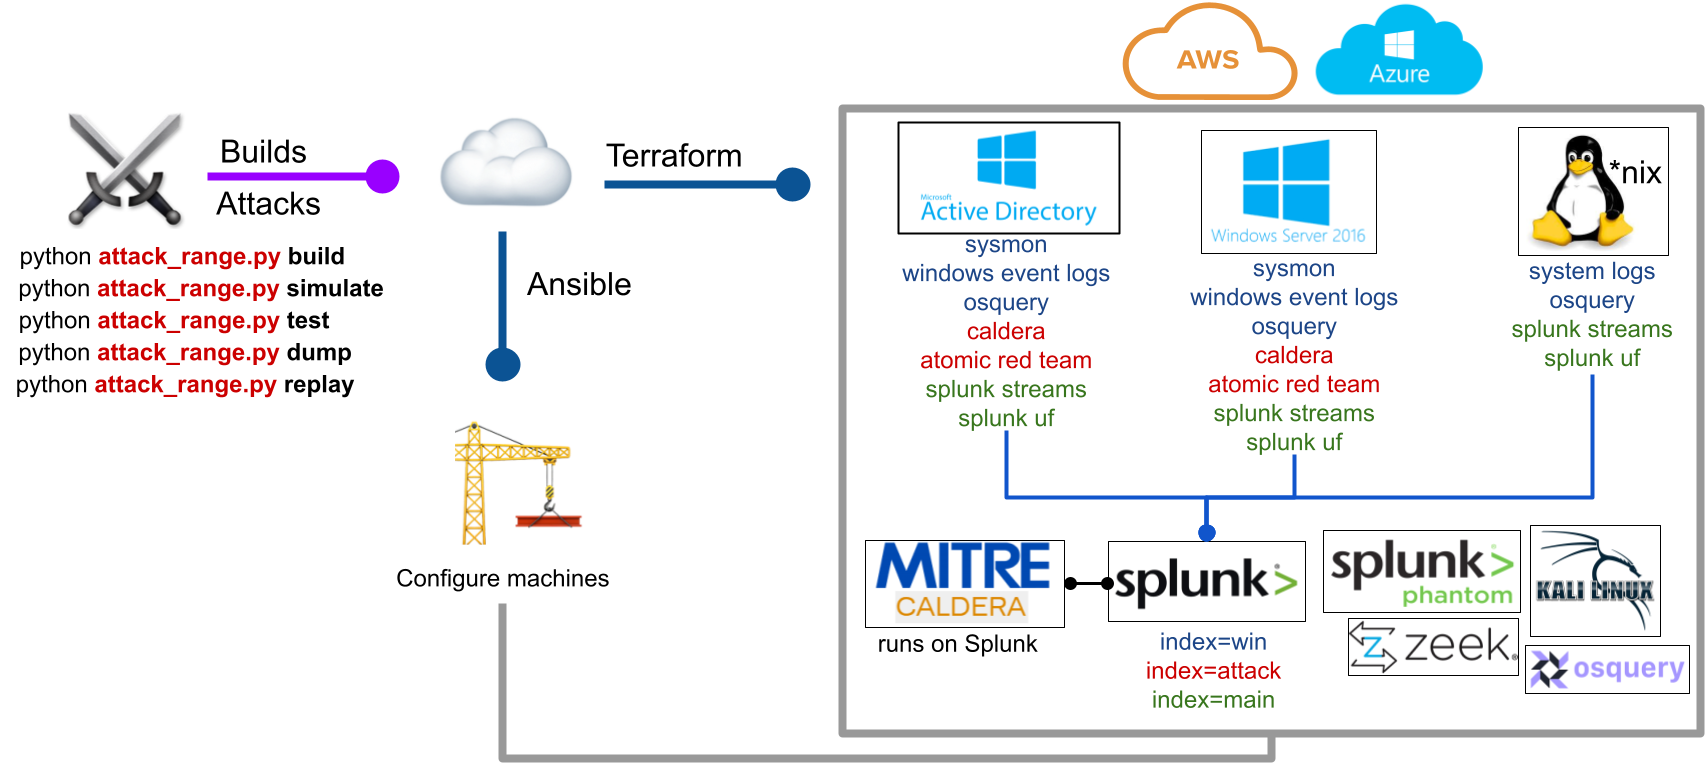 AWS
Azure
Builds
Attacks
Terraform
python attack_range.py build
python attack_range.py simulate
python attack_range.py test
python attack_range.py dump
python attack_range.py replay
Ansible
Configure machines
Microsoft
Active Directory
sysmon
windows event logs
osquery
caldera
atomic red team
splunk streams
splunk uf
Windows Server 2016
sysmon
windows event logs
osquery
caldera
atomic red team
splunk streams
splunk uf
*nix
system logs
osquery
splunk streams
splunk uf
MITRE
CALDERA
runs on Splunk
splunk>
index=win
index=attack
index=main
splunk>
phantom
KALI LINUX
zeek
osquery